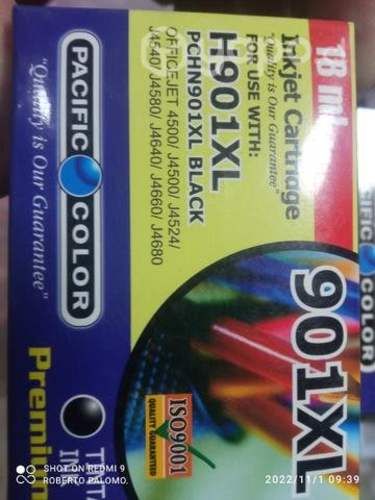 18 ml
Inkjet Cartridge
"Quality is Our Guarantee"
FOR USE WITH:
H901XL
PCHN901XL BLACK
OFFICEJET 4500/ J4500/ J4524/
J4540/ J4580/ J4640/ J4660/ J4680
PACIFIC COLOR
"Quality is Our Guarantee"
901XL
ISO9001
QUALITY GUARANTEED
PACIFIC COLOR
SHOT ON REDMI 9
ROBERTO PALOMO.
2022/11/1 09:39